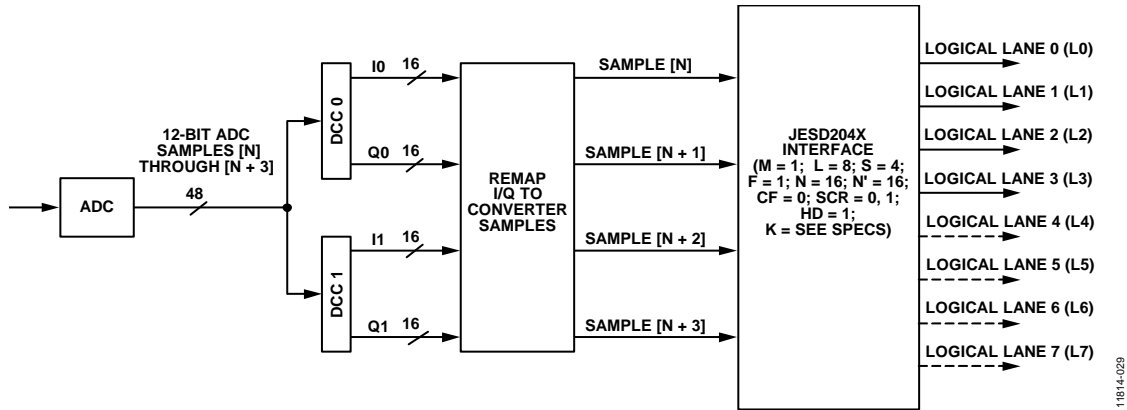 ADC
12-BIT ADC
SAMPLES [N]
THROUGH [N + 3]
48
DCC 0
I0
16
Q0
16
DCC 1
I1
16
Q1
16
REMAP
I/Q TO
CONVERTER
SAMPLES
SAMPLE [N]
SAMPLE [N + 1]
SAMPLE [N + 2]
SAMPLE [N + 3]
JESD204X
INTERFACE
(M = 1; L = 8; S = 4;
F = 1; N = 16; N' = 16;
CF = 0; SCR = 0, 1;
HD = 1;
K = SEE SPECS)
LOGICAL LANE 0 (L0)
LOGICAL LANE 1 (L1)
LOGICAL LANE 2 (L2)
LOGICAL LANE 3 (L3)
LOGICAL LANE 4 (L4)
LOGICAL LANE 5 (L5)
LOGICAL LANE 6 (L6)
LOGICAL LANE 7 (L7)
11814-029